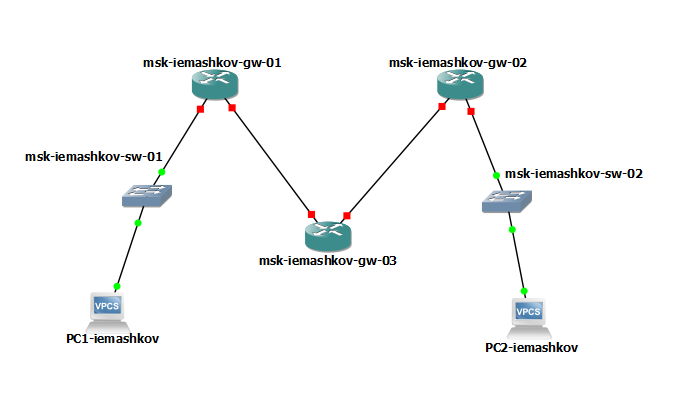 msk-iemashkov-gw-01
msk-iemashkov-gw-02
msk-iemashkov-sw-01
msk-iemashkov-sw-02
msk-iemashkov-gw-03
VPCS
PC1-iemashkov
VPCS
PC2-iemashkov